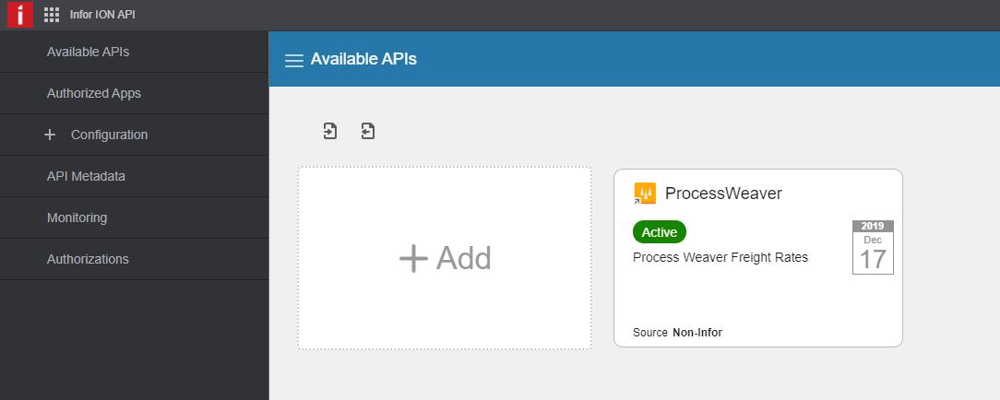 Infor ION API
Available APIs
Authorized Apps
Configuration
API Metadata
Monitoring
Authorizations
Available APIs
Add
ProcessWeaver
Active
Process Weaver Freight Rates
2019
Dec
17
Source Non-Infor